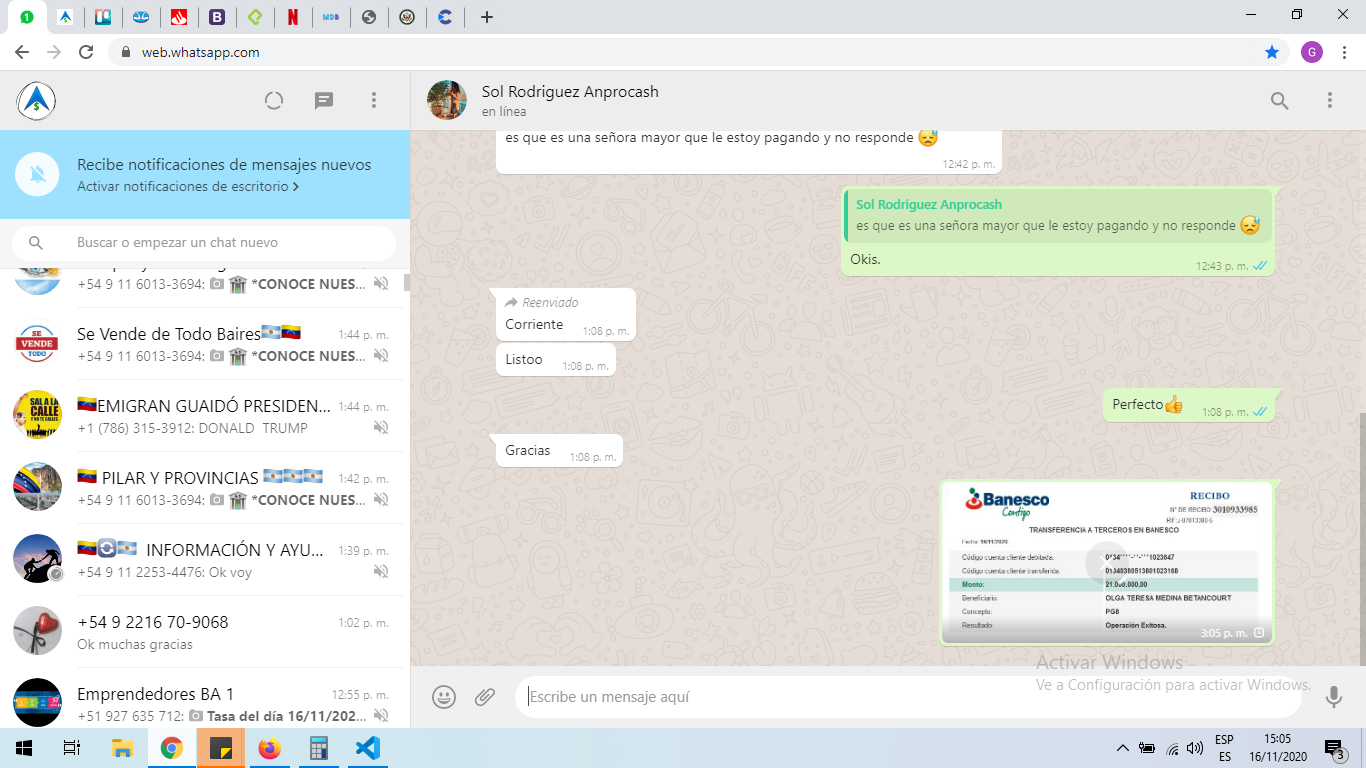 1
MDB
web.whatsapp.com
G
Sol Rodriguez Anprocash
en línea
Recibe notificaciones de mensajes nuevos
Activar notificaciones de escritorio >
Buscar o empezar un chat nuevo
+54 9 11 6013-3694: *CONOCE NUES...
SE VENDE TODO
Se Vende de Todo Baires
1:44 p. m.
+54 9 11 6013-3694: *CONOCE NUES...
SAL A LA CALLE
EMIGRAN GUAIDÓ PRESIDEN...
1:44 p. m.
+1 (786) 315-3912: DONALD TRUMP
PILAR Y PROVINCIAS
1:42 p. m.
+54 9 11 6013-3694: *CONOCE NUES...
INFORMACIÓN Y AYU...
1:39 p. m.
+54 9 11 2253-4476: Ok voy
+54 9 2216 70-9068
1:02 p. m.
Ok muchas gracias
Emprendedores BA 1
12:55 p. m.
+51 927 635 712: Tasa del día 16/11/202...
es que es una señora mayor que le estoy pagando y no responde 😓
12:42 p. m.
Sol Rodriguez Anprocash
es que es una señora mayor que le estoy pagando y no responde 😓
Okis.
12:43 p. m.
Reenviado
Corriente
1:08 p. m.
Listoo
1:08 p. m.
Perfecto👍
1:08 p. m.
Gracias
1:08 p. m.
Banesco
Contigo
RECIBO
N° DE RECIBO 3010933985
TRANSFERENCIA A TERCEROS EN BANESCO
Fecha: 16/11/2020
Código cuenta cliente debitada.
Código cuenta cliente transferida.
01340380513801023168
Monto: 21.000.000,00
Beneficiario: OLGA TERESA MEDINA BETANCOURT
Concepto: PG8
Resultado: Operación Exitosa.
3:05 p. m.
Activar Windows
Ve a Configuración para activar Windows.
Escribe un mensaje aquí
ESP
ES
15:05
16/11/2020
3